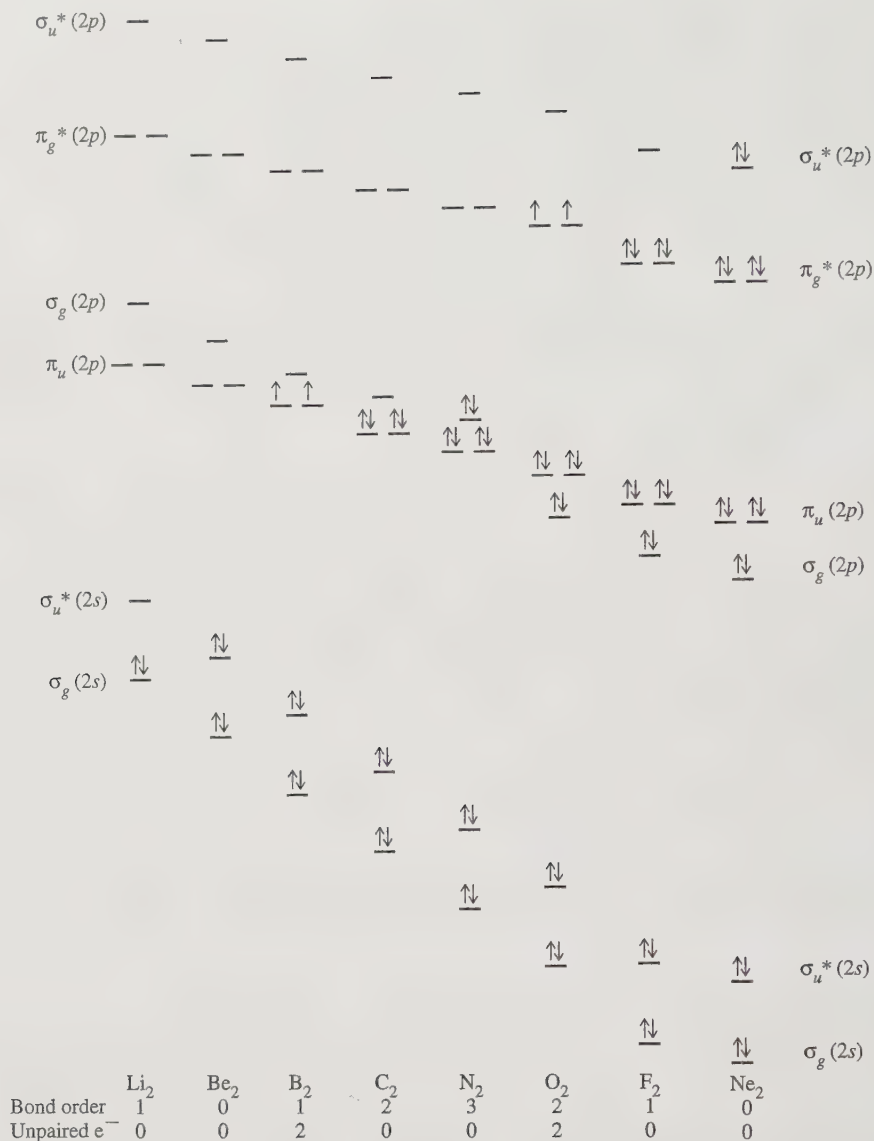 σu*(2p)
πg*(2p)
σu*(2p)
πg*(2p)
σg(2p)
πu(2p)
πu(2p)
σg(2p)
σu*(2s)
σg(2s)
σu*(2s)
σg(2s)
Li2 Be2 B2 C2 N2 O2 F2 Ne2
Bond order 1 0 1 2 3 2 1 0
Unpaired e− 0 0 2 0 0 2 0 0